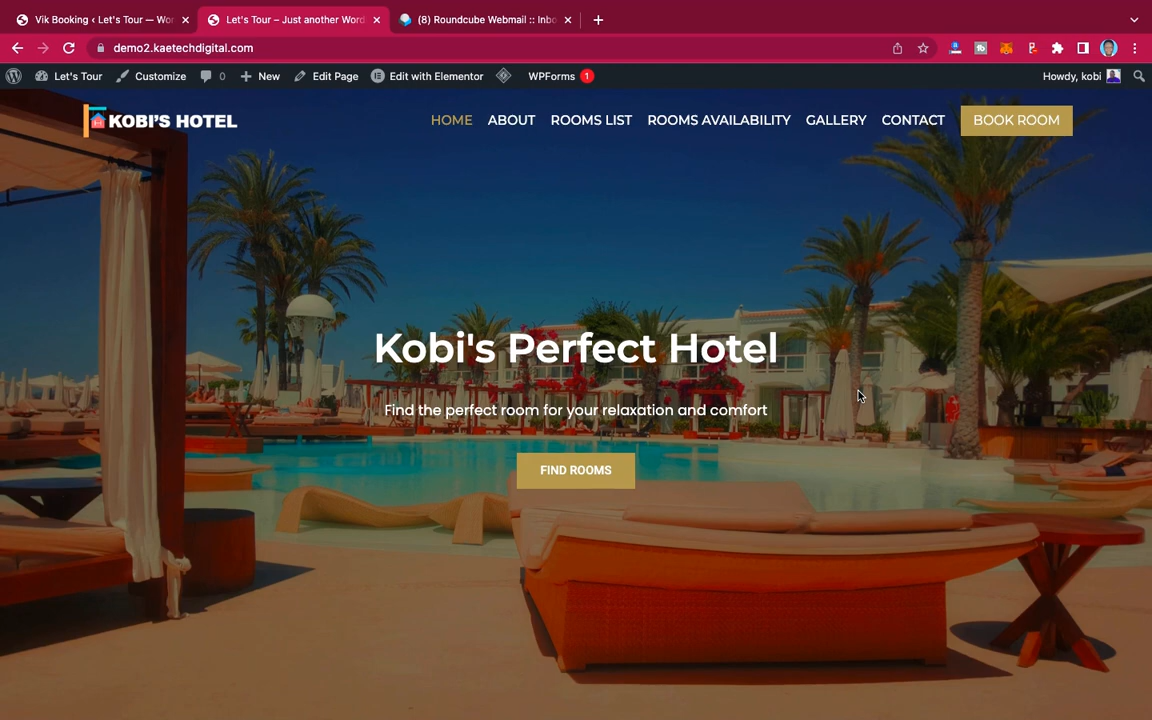 Vik Booking ‹ Let's Tour — Wor
Let's Tour – Just another Word
(8) Roundcube Webmail :: Inbo
demo2.kaetechdigital.com
Let's Tour
Customize
0
New
Edit Page
Edit with Elementor
WPForms 1
Howdy, kobi
KOBI'S HOTEL
HOME
ABOUT
ROOMS LIST
ROOMS AVAILABILITY
GALLERY
CONTACT
BOOK ROOM
Kobi's Perfect Hotel
Find the perfect room for your relaxation and comfort
FIND ROOMS